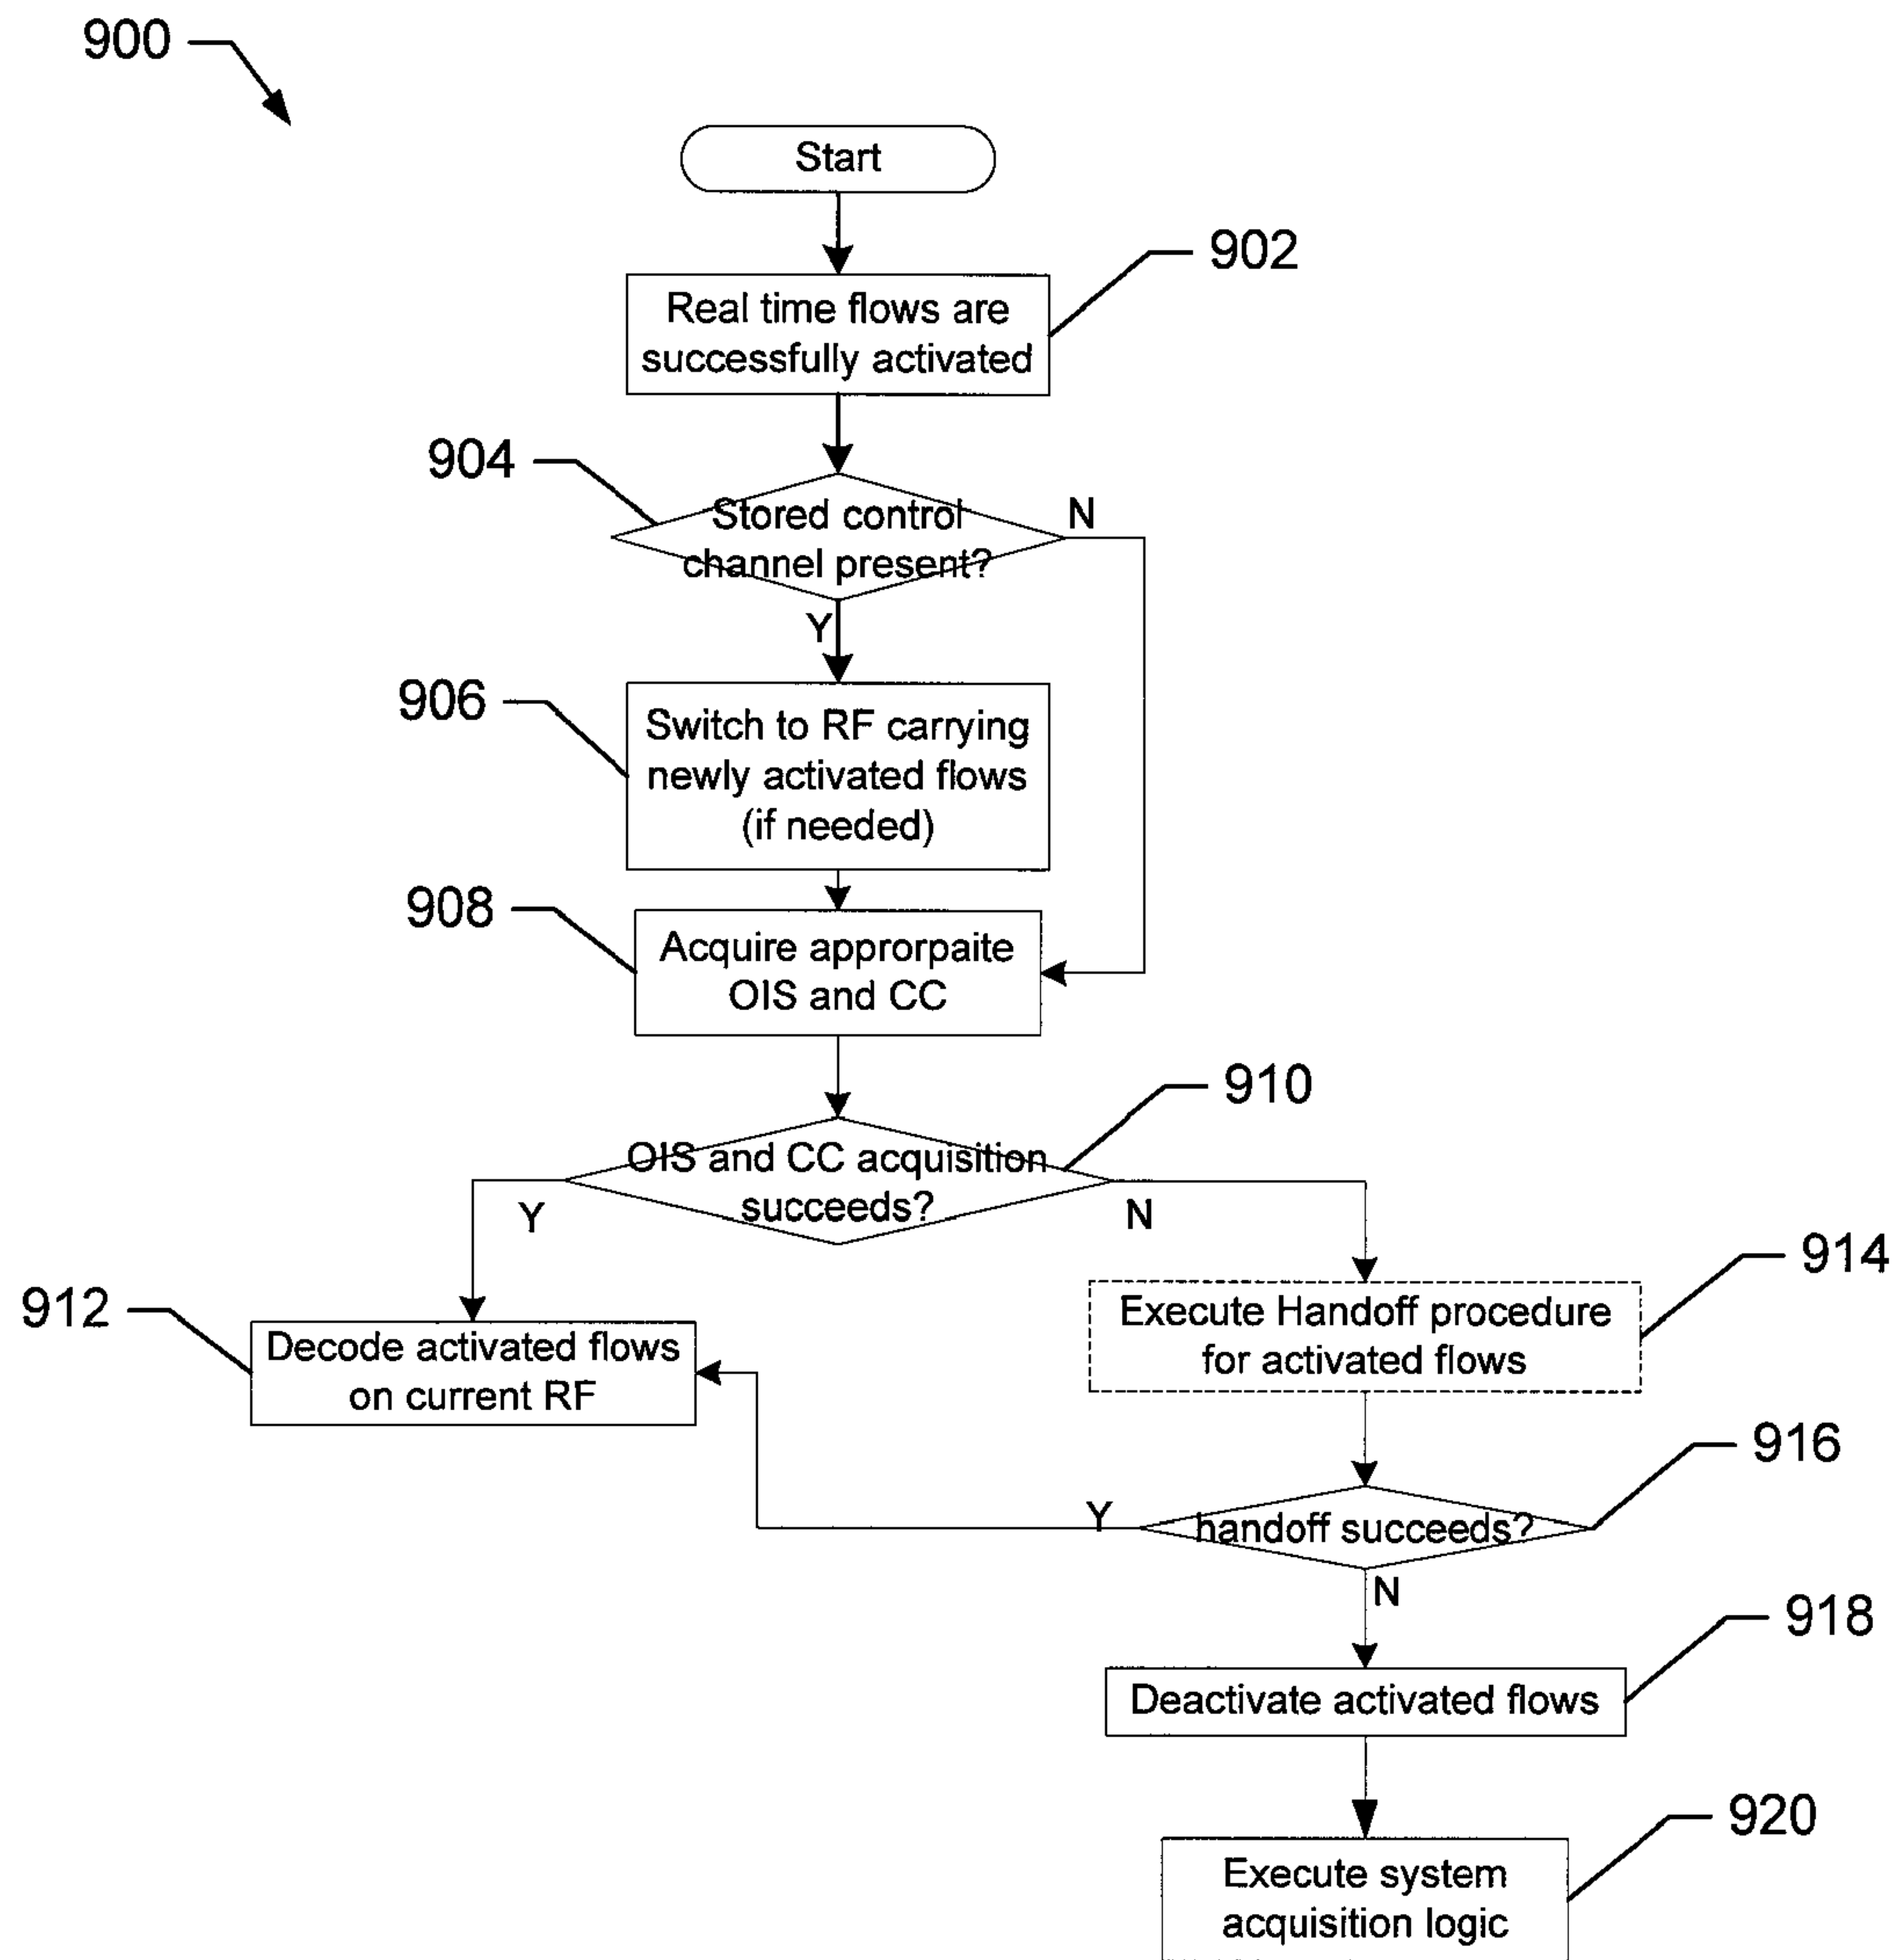 900
Start
902
Real time flows are
successfully activated
904
Stored control
channel present?
N
Y
906
Switch to RF carrying
newly activated flows
(if needed)
908
Acquire approrpaite
OIS and CC
910
OIS and CC acquisition
succeeds?
Y
N
912
Decode activated flows
on current RF
914
Execute Handoff procedure
for activated flows
916
handoff succeeds?
Y
N
918
Deactivate activated flows
920
Execute system
acquisition logic